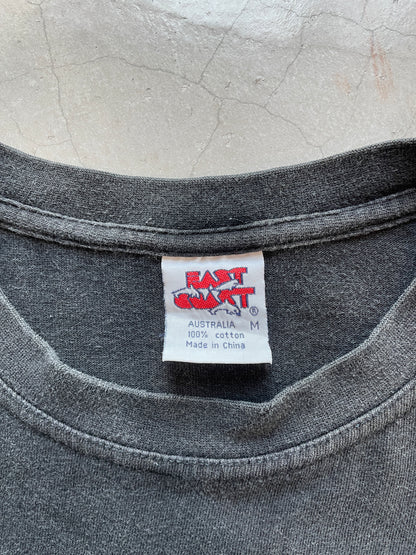 EAST
COAST ®
AUSTRALIA M
100% cotton
Made in China